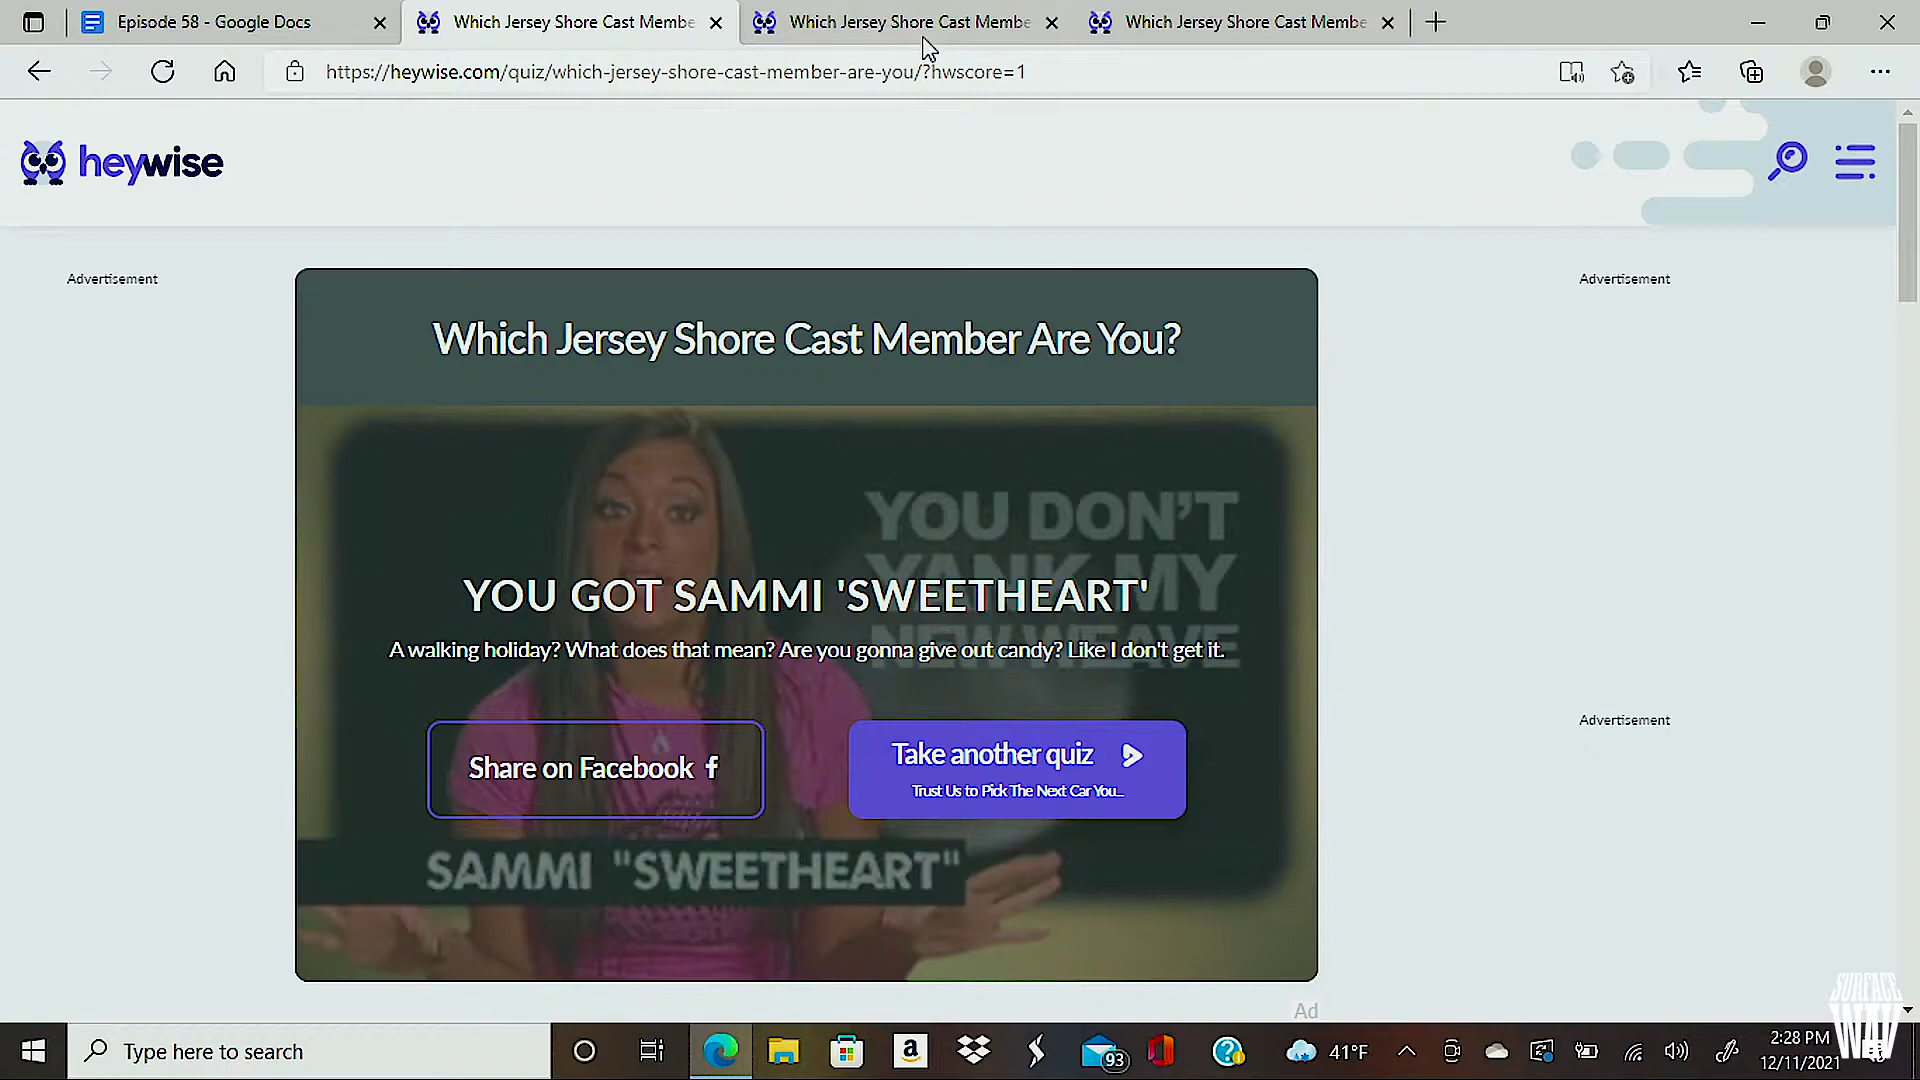 Episode 58 - Google Docs
Which Jersey Shore Cast Membe
Which Jersey Shore Cast Membe
Which Jersey Shore Cast Membe
https://heywise.com/quiz/which-jersey-shore-cast-member-are-you/?hwscore=1
heywise
Advertisement
Advertisement
Which Jersey Shore Cast Member Are You?
YOU DON'T
YANK MY
NEW WEAVE
YOU GOT SAMMI 'SWEETHEART'
A walking holiday? What does that mean? Are you gonna give out candy? Like I don't get it.
Share on Facebook f
Take another quiz
Trust Us to Pick The Next Car You...
Advertisement
SAMMI "SWEETHEART"
Ad
SURFACE
WAV
Type here to search
a
93
41°F
2:28 PM
12/11/2021